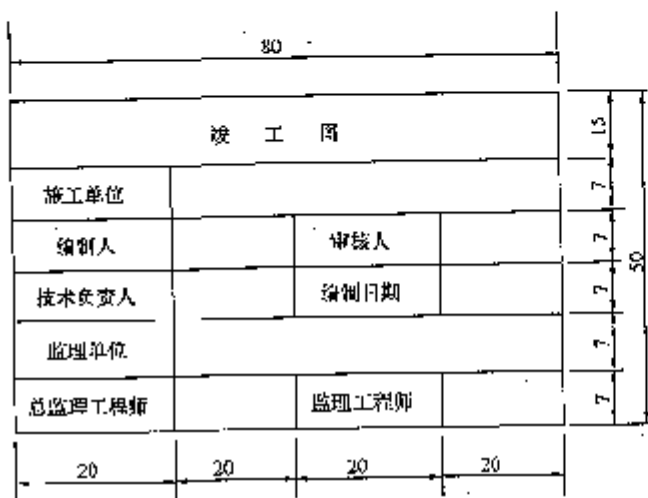 80
竣 工 图
15
施工单位
7
编制人 审核人
7
50
技术负责人 编制日期
7
监理单位
7
总监理工程师 监理工程师
7
20 20 20 20